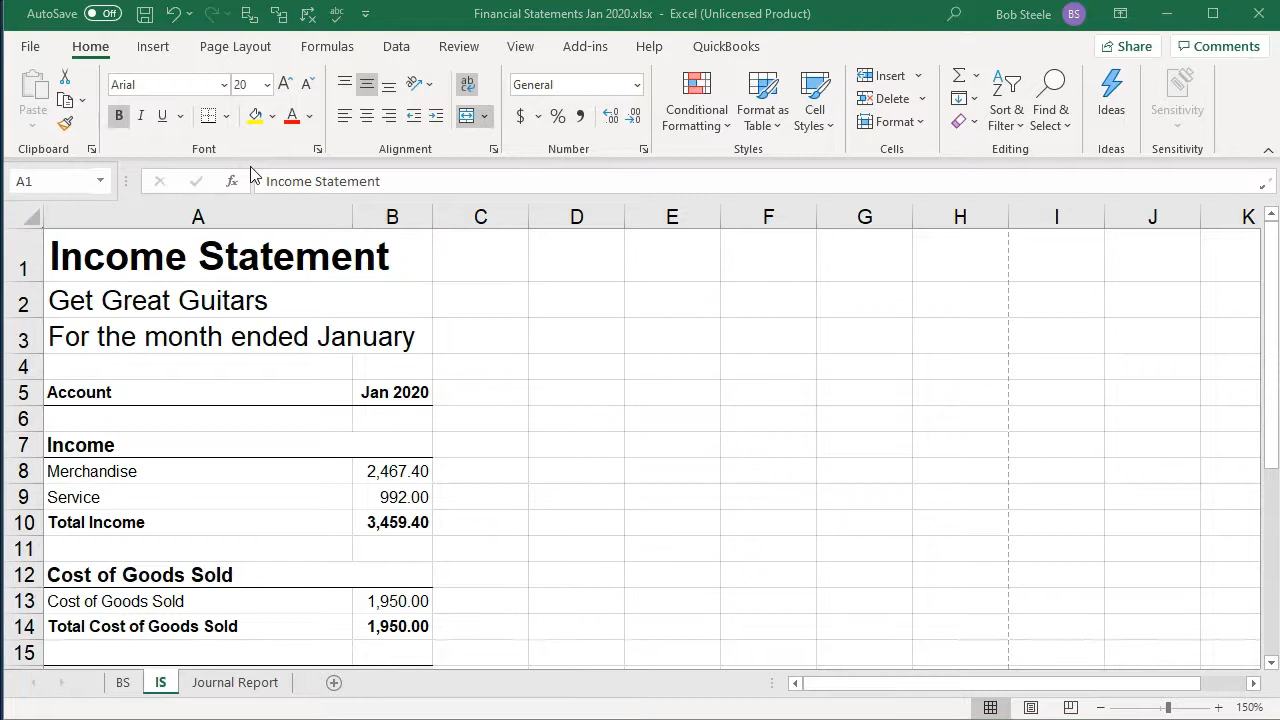 AutoSave Off Financial Statements Jan 2020.xlsx - Excel (Unlicensed Product) Bob Steele BS
File Home Insert Page Layout Formulas Data Review View Add-ins Help QuickBooks Share Comments
Paste Arial 20 General Conditional Formatting Format as Table Cell Styles Insert Delete Format Sort & Filter Find & Select Ideas Sensitivity
Clipboard Font Alignment Number Styles Cells Editing Ideas Sensitivity
A1 fx Income Statement
A B C D E F G H I J K
1 Income Statement
2 Get Great Guitars
3 For the month ended January
4
5 Account Jan 2020
6
7 Income
8 Merchandise 2,467.40
9 Service 992.00
10 Total Income 3,459.40
11
12 Cost of Goods Sold
13 Cost of Goods Sold 1,950.00
14 Total Cost of Goods Sold 1,950.00
15
BS IS Journal Report
150%